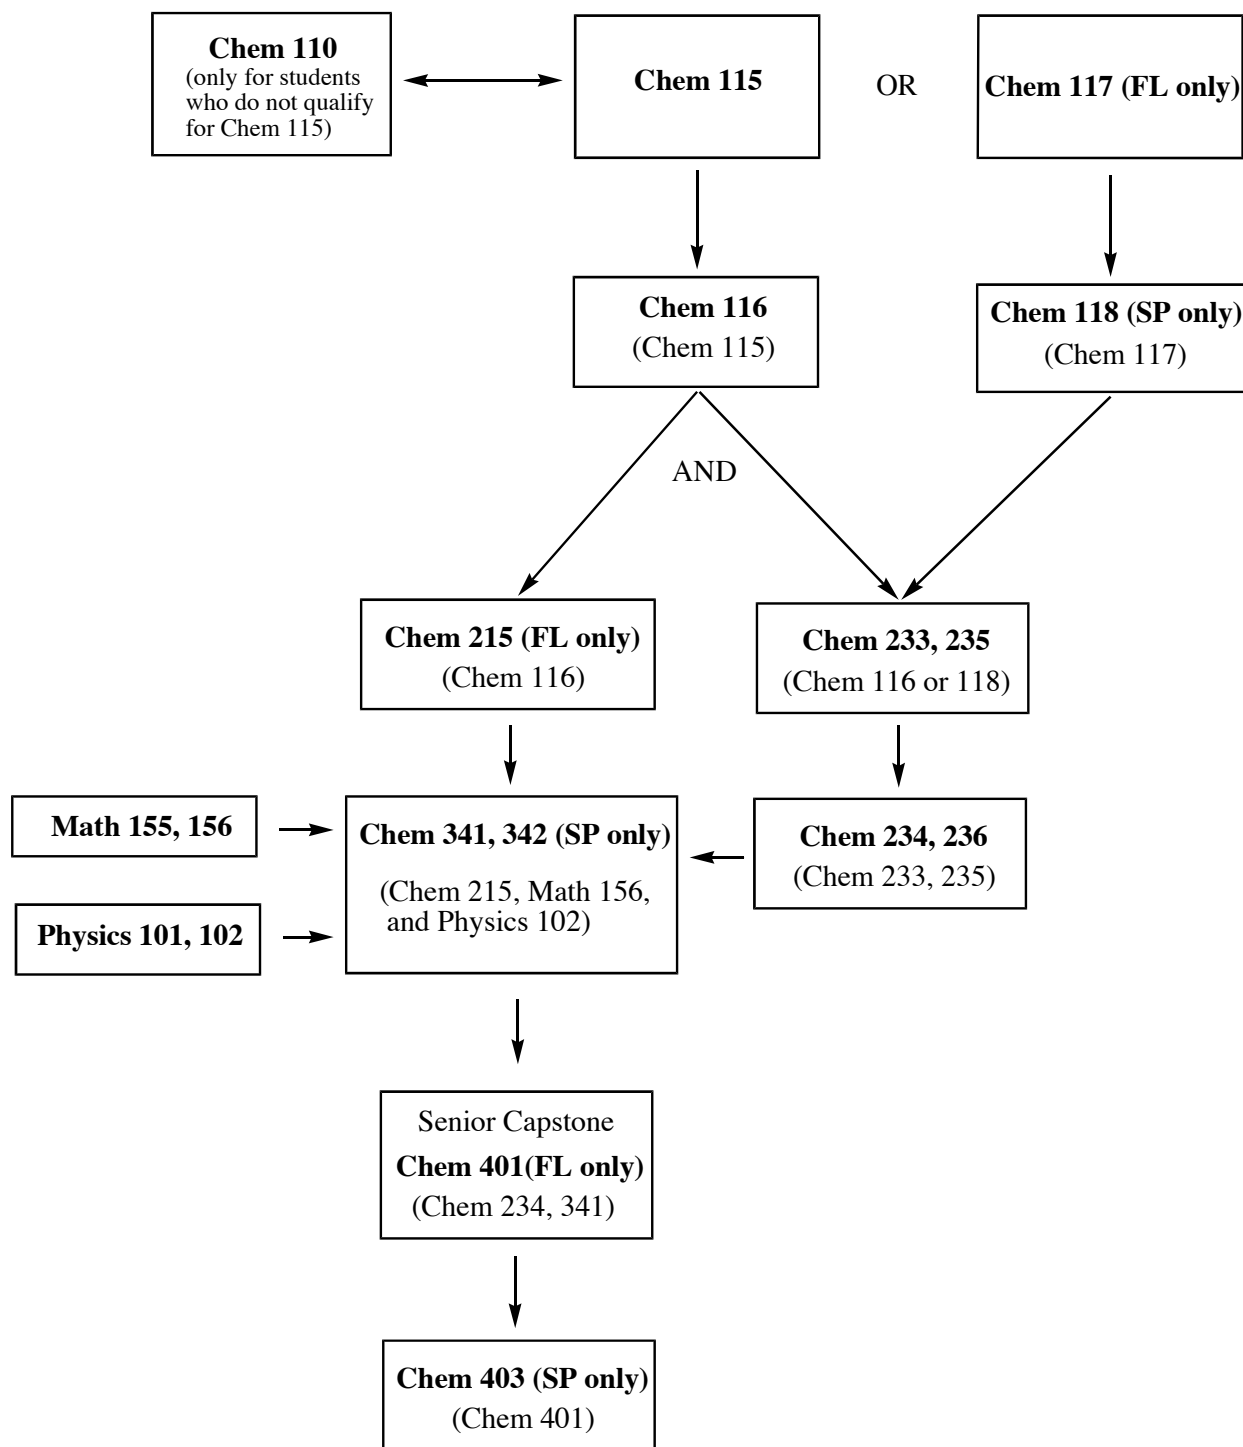 Chem 110
(only for students
who do not qualify
for Chem 115)
Chem 115
OR
Chem 117 (FL only)
Chem 116
(Chem 115)
Chem 118 (SP only)
(Chem 117)
AND
Chem 215 (FL only)
(Chem 116)
Chem 233, 235
(Chem 116 or 118)
Math 155, 156
Chem 341, 342 (SP only)
(Chem 215, Math 156,
and Physics 102)
Chem 234, 236
(Chem 233, 235)
Physics 101, 102
Senior Capstone
Chem 401(FL only)
(Chem 234, 341)
Chem 403 (SP only)
(Chem 401)